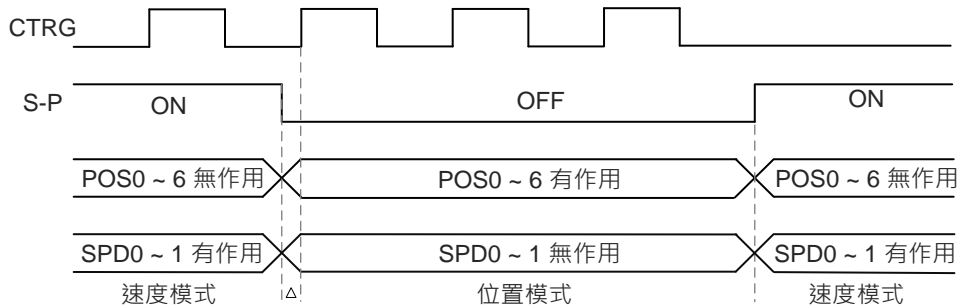 CTRG
S-P ON OFF ON
POS0 ~ 6 無作用 POS0 ~ 6 有作用 POS0 ~ 6 無作用
SPD0 ~ 1 有作用 SPD0 ~ 1 無作用 SPD0 ~ 1 有作用
速度模式 △ 位置模式 速度模式